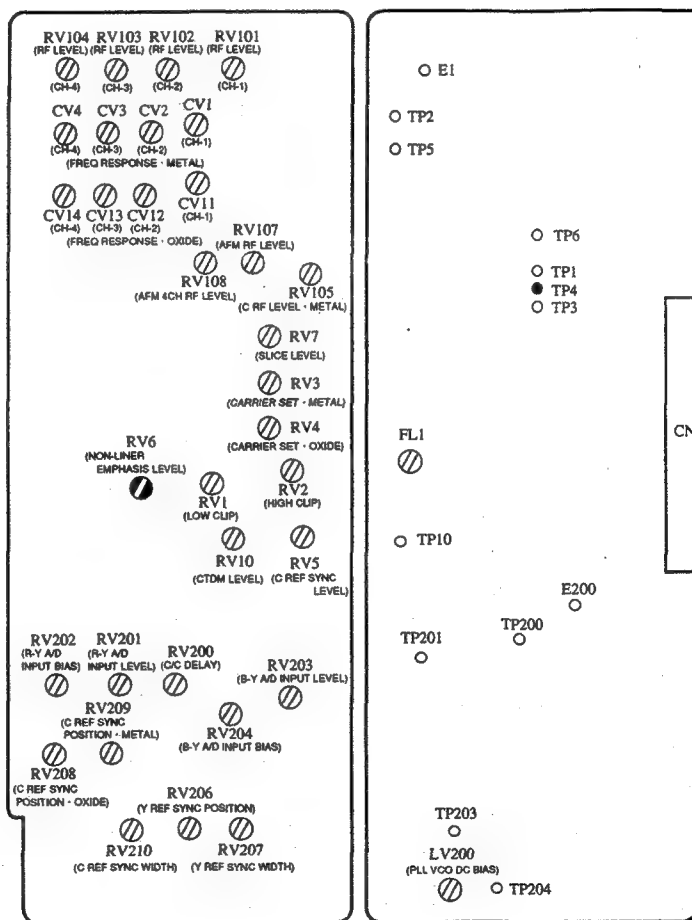 RV104 RV103 RV102 RV101
(RF LEVEL) (RF LEVEL) (RF LEVEL) (RF LEVEL)
(CH-4) (CH-3) (CH-2) (CH-1)
CV4 CV3 CV2 CV1
(CH-4) (CH-3) (CH-2) (CH-1)
(FREQ RESPONSE · METAL)
CV14 CV13 CV12 CV11
(CH-4) (CH-3) (CH-2) (CH-1)
(FREQ RESPONSE · OXIDE)
RV107
(AFM RF LEVEL)
RV108
(AFM 4CH RF LEVEL)
RV105
(C RF LEVEL · METAL)
RV7
(SLICE LEVEL)
RV3
(CARRIER SET · METAL)
RV4
(CARRIER SET · OXIDE)
RV6
(NON-LINER
EMPHASIS LEVEL)
RV1
(LOW CLIP)
RV2
(HIGH CLIP)
RV10
(CTDM LEVEL)
RV5
(C REF SYNC
LEVEL)
RV202
(R-Y A/D
INPUT BIAS)
RV201
(R-Y A/D
INPUT LEVEL)
RV200
(C/C DELAY)
RV203
(B-Y A/D INPUT LEVEL)
RV209
(C REF SYNC
POSITION · METAL)
RV204
(B-Y A/D INPUT BIAS)
RV208
(C REF SYNC
POSITION · OXIDE)
RV206
(Y REF SYNC POSITION)
RV210
(C REF SYNC WIDTH)
RV207
(Y REF SYNC WIDTH)
E1
TP2
TP5
TP6
TP1
TP4
TP3
CN
FL1
TP10
E200
TP200
TP201
TP203
LV200
(PLL VCO DC BIAS)
TP204